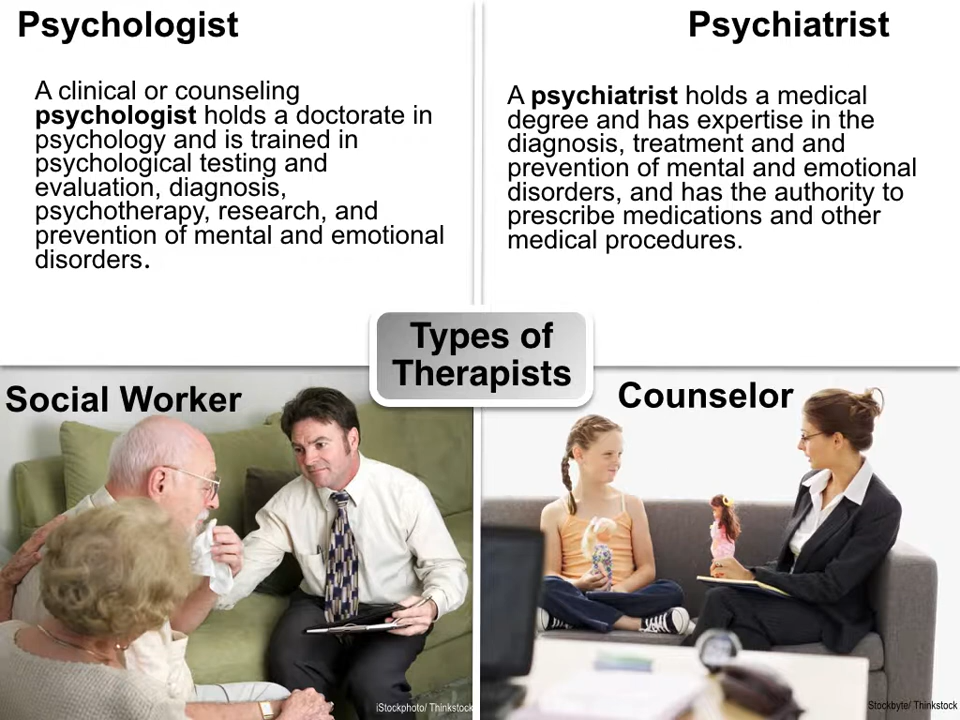 Psychologist
A clinical or counseling
psychologist holds a doctorate in
psychology and is trained in
psychological testing and
evaluation, diagnosis,
psychotherapy, research, and
prevention of mental and emotional
disorders.
Psychiatrist
A psychiatrist holds a medical
degree and has expertise in the
diagnosis, treatment and and
prevention of mental and emotional
disorders, and has the authority to
prescribe medications and other
medical procedures.
Types of
Therapists
Social Worker
iStockphoto/ Thinkstock
Counselor
Stockbyte/ Thinkstock